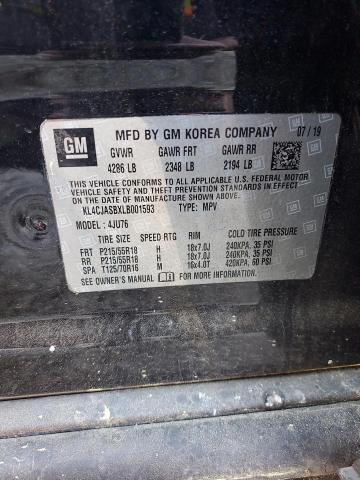 GM MFD BY GM KOREA COMPANY 07/19
GVWR GAWR FRT GAWR RR
4286 LB 2348 LB 2194 LB
THIS VEHICLE CONFORMS TO ALL APPLICABLE U.S. FEDERAL MOTOR
VEHICLE SAFETY AND THEFT PREVENTION STANDARDS IN EFFECT ON
THE DATE OF MANUFACTURE SHOWN ABOVE.
KL4CJASBXLB001593 TYPE: MPV
MODEL: 4JU76
TIRE SIZE SPEED RTG RIM COLD TIRE PRESSURE
FRT P215/55R18 H 18x7.0J 240KPA, 35 PSI
RR P215/55R18 H 18x7.0J 240KPA, 35 PSI
SPA T125/70R16 M 16x4.0T 420KPA, 60 PSI
SEE OWNER'S MANUAL FOR MORE INFORMATION